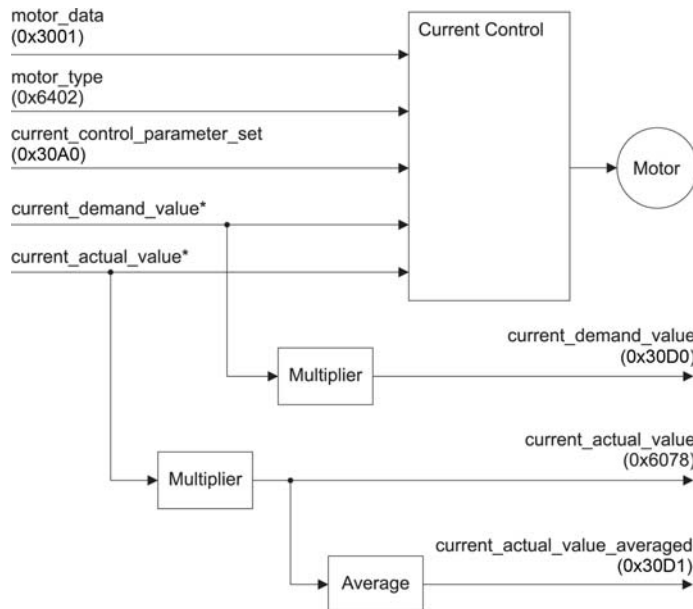 motor_data
(0x3001)
Current Control
motor_type
(0x6402)
current_control_parameter_set
(0x30A0)
Motor
current_demand_value*
current_actual_value*
current_demand_value
(0x30D0)
Multiplier
current_actual_value
(0x6078)
Multiplier
current_actual_value_averaged
(0x30D1)
Average